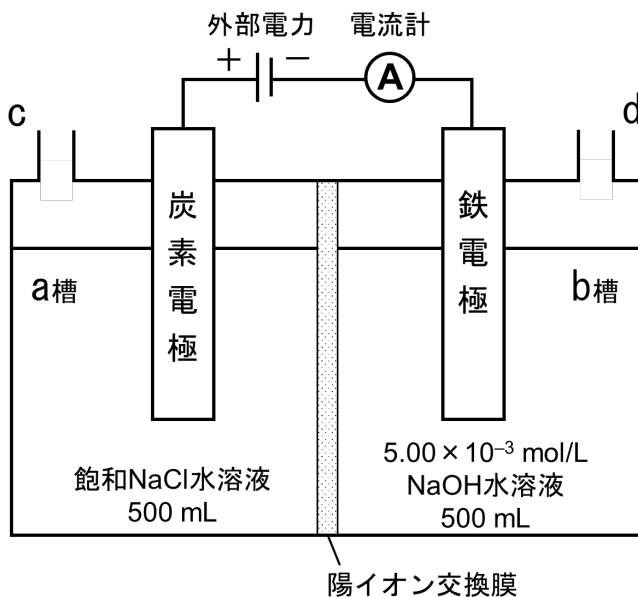 外部電力
電流計
+
−
A
c
d
炭素電極
鉄電極
a槽
b槽
飽和NaCl水溶液
500 mL
5.00 × 10⁻³ mol/L
NaOH水溶液
500 mL
陽イオン交換膜